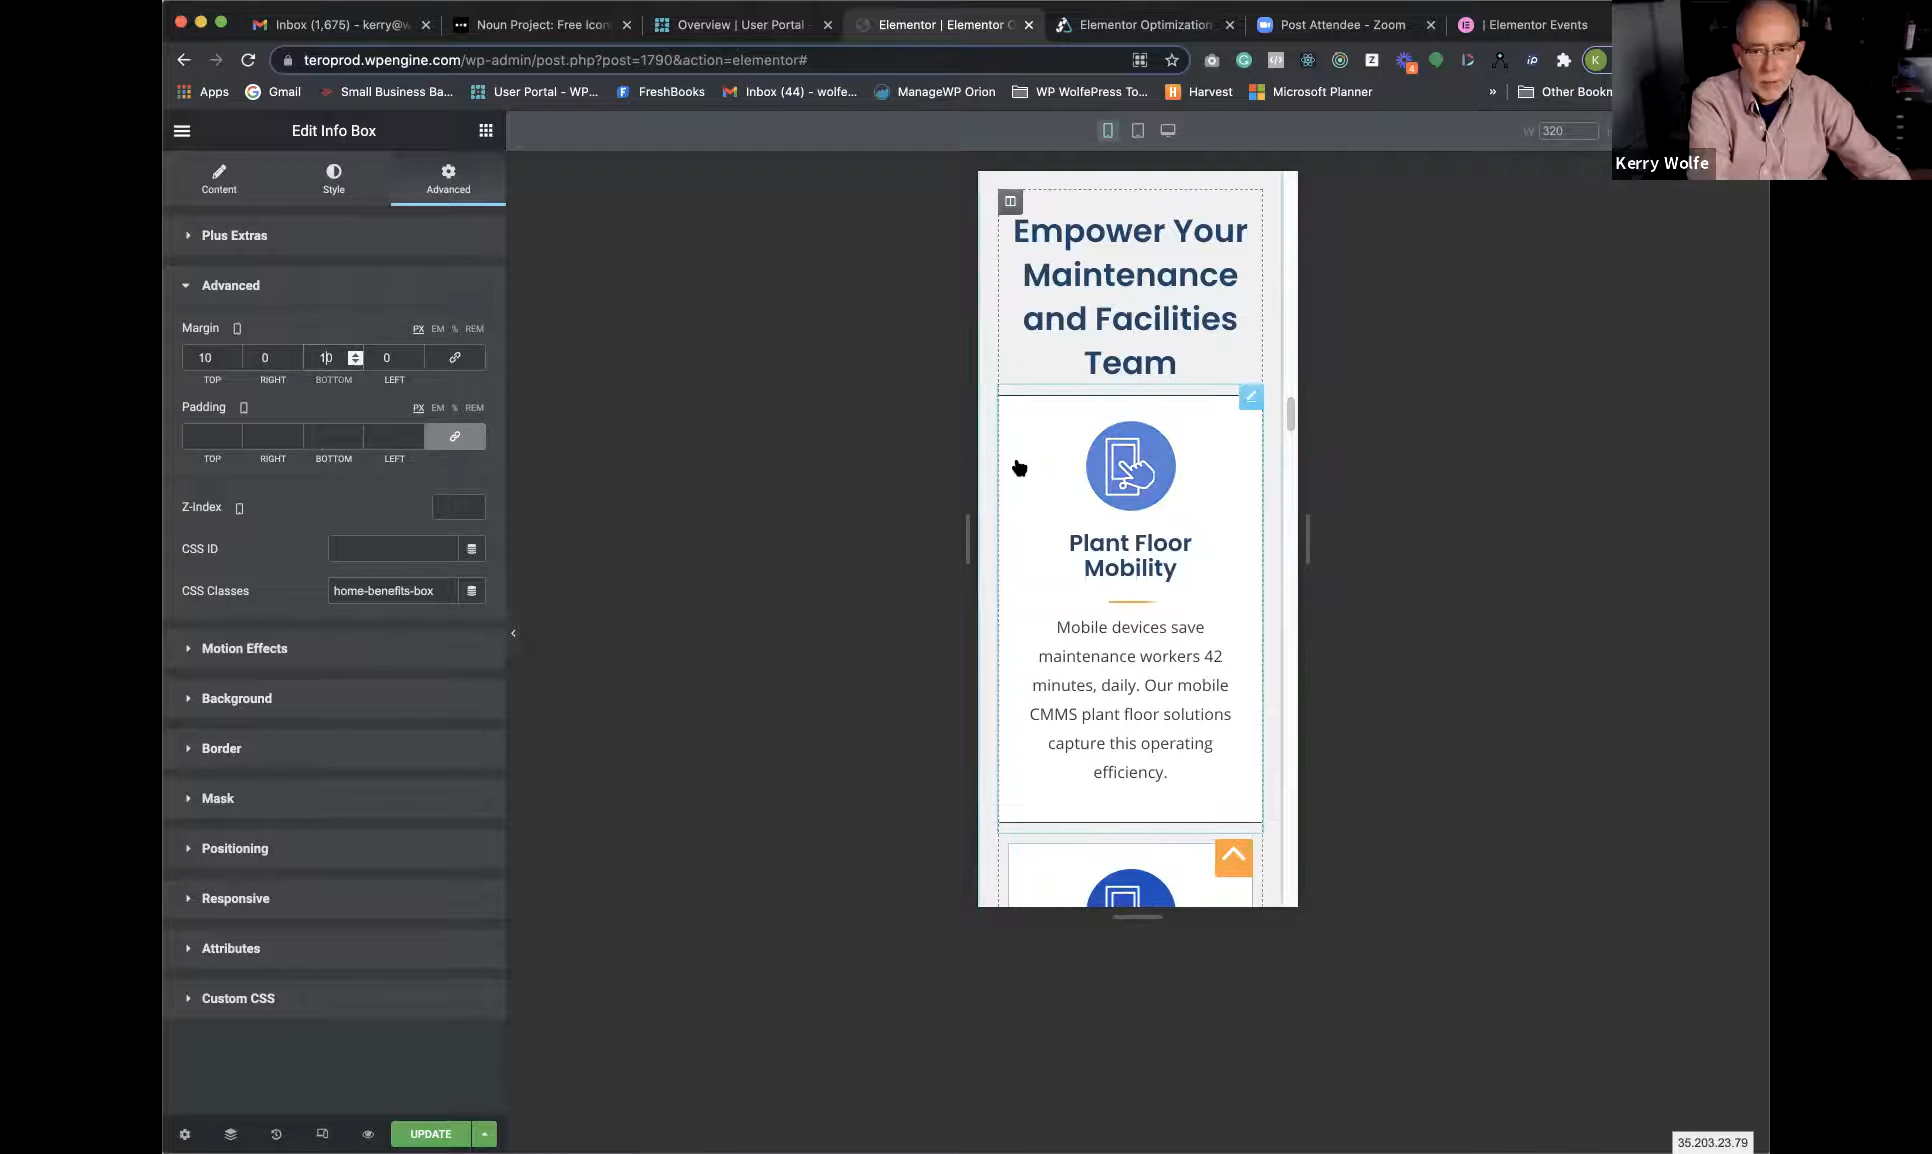 Inbox (1,675) - kerry@w
Noun Project: Free Icon
Overview | User Portal
Elementor | Elementor
Elementor Optimization
Post Attendee - Zoom
| Elementor Events
teroprod.wpengine.com/wp-admin/post.php?post=1790&action=elementor#
Apps
Gmail
Small Business Ba...
User Portal - WP...
FreshBooks
Inbox (44) - wolfe...
ManageWP Orion
WP WolfePress To...
Harvest
Microsoft Planner
»
Other Bookm
Kerry Wolfe
Edit Info Box
W 320
Content
Style
Advanced
Plus Extras
Advanced
Margin
PX EM % REM
10 0 10 0
TOP RIGHT BOTTOM LEFT
Padding
PX EM % REM
TOP RIGHT BOTTOM LEFT
Z-Index
CSS ID
CSS Classes
home-benefits-box
Motion Effects
Background
Border
Mask
Positioning
Responsive
Attributes
Custom CSS
UPDATE
Empower Your
Maintenance
and Facilities
Team
Plant Floor
Mobility
Mobile devices save
maintenance workers 42
minutes, daily. Our mobile
CMMS plant floor solutions
capture this operating
efficiency.
35.203.23.79